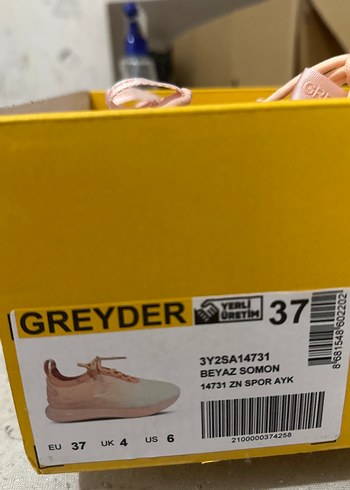 GREYDER
YERLİ
ÜRETİM
37
3Y2SA14731
BEYAZ SOMON
14731 ZN SPOR AYK
EU 37 UK 4 US 6
2100000374258
8681548602202